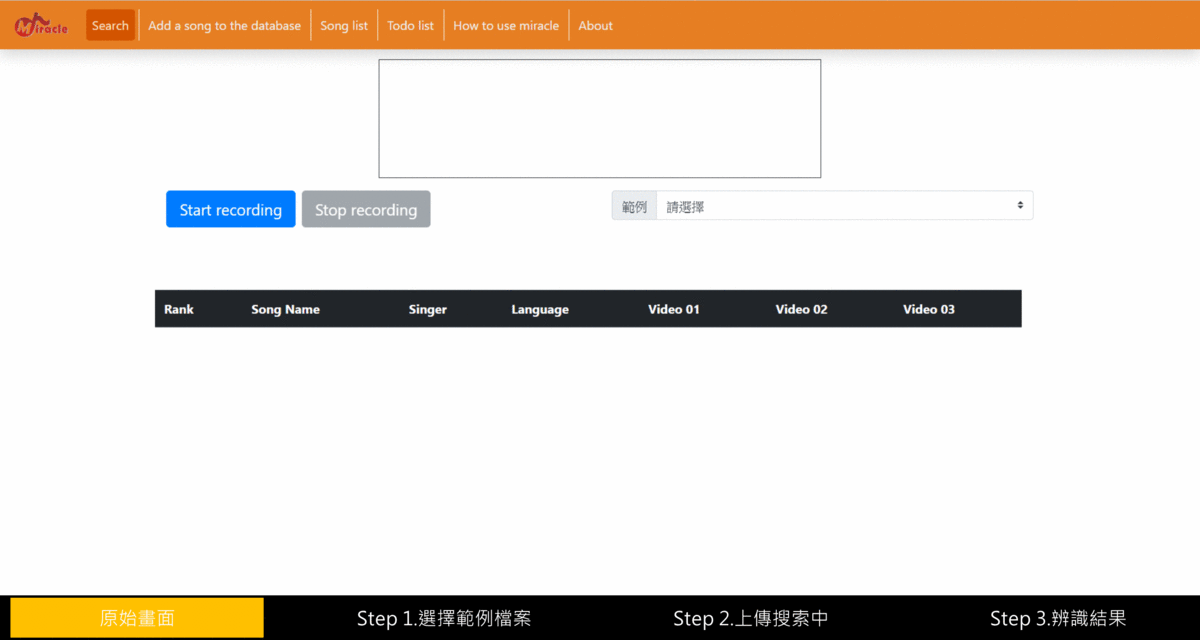 Miracle
Search
Add a song to the database
Song list
Todo list
How to use miracle
About
Start recording
Stop recording
範例
請選擇
Rank
Song Name
Singer
Language
Video 01
Video 02
Video 03
原始畫面
Step 1.選擇範例檔案
Step 2.上傳搜索中
Step 3.辨識結果